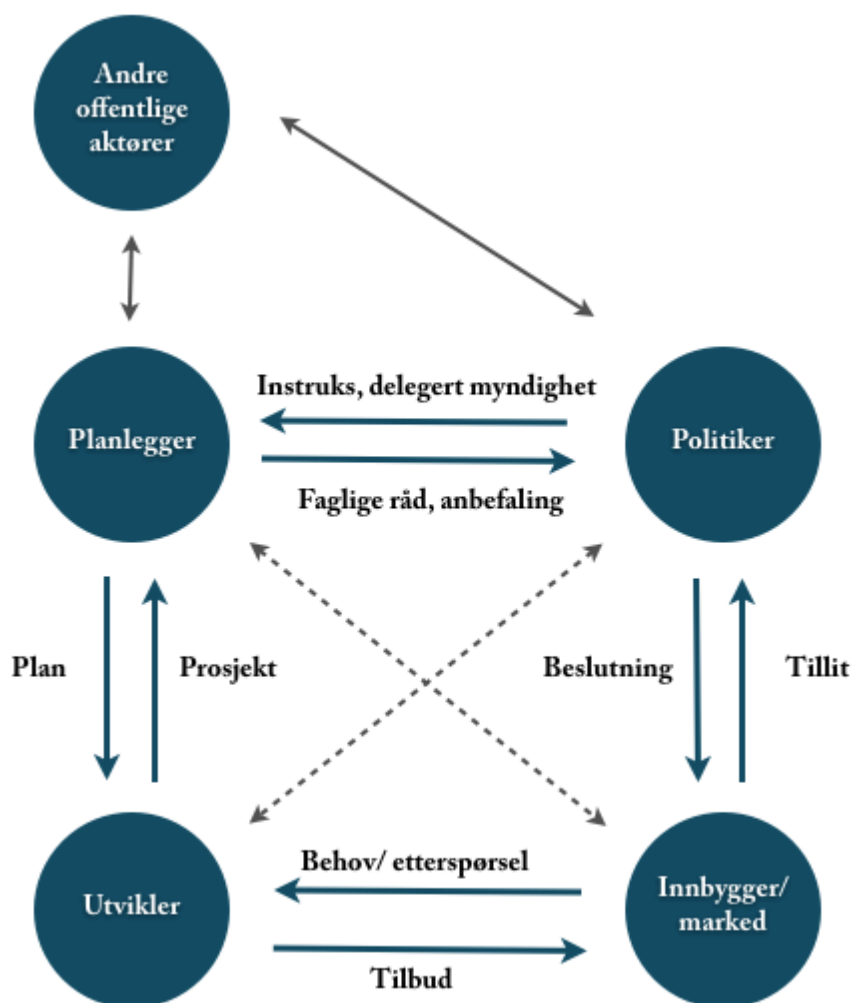 Andre
offentlige
aktører
Instruks, delegert myndighet
Planlegger
Politiker
Faglige råd, anbefaling
Plan
Prosjekt
Beslutning
Tillit
Behov/ etterspørsel
Utvikler
Innbygger/
marked
Tilbud